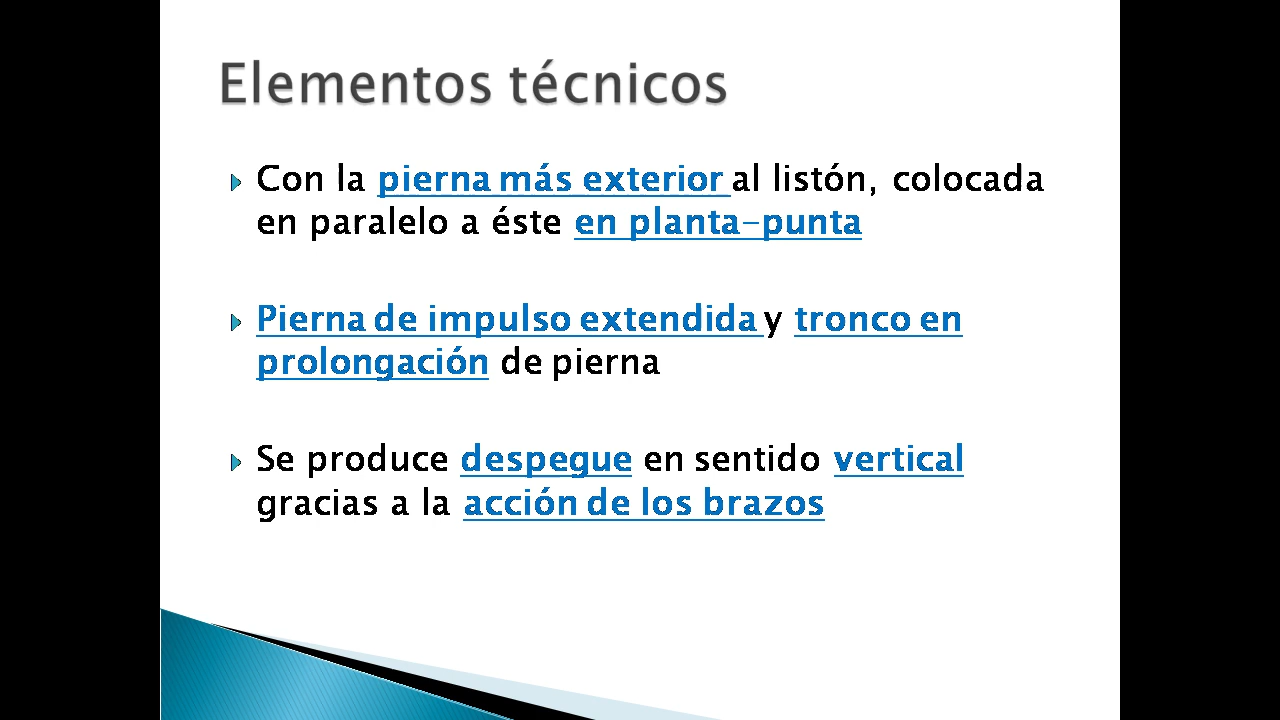 Elementos técnicos
Con la pierna más exterior al listón, colocada
en paralelo a éste en planta-punta
Pierna de impulso extendida y tronco en
prolongación de pierna
Se produce despegue en sentido vertical
gracias a la acción de los brazos